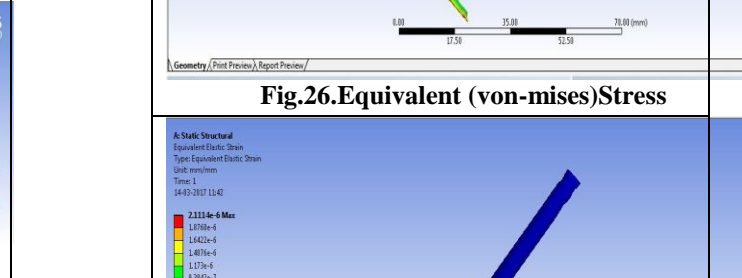 0.00 35.00 70.00 (mm)
17.50 52.50
Geometry Print Preview Report Preview
Fig.26.Equivalent (von-mises)Stress
A: Static Structural
Equivalent Elastic Strain
Type: Equivalent Elastic Strain
Unit: mm/mm
Time: 1
14-03-2017 11:42
2.1114e-6 Max
1.8768e-6
1.6422e-6
1.4076e-6
1.173e-6